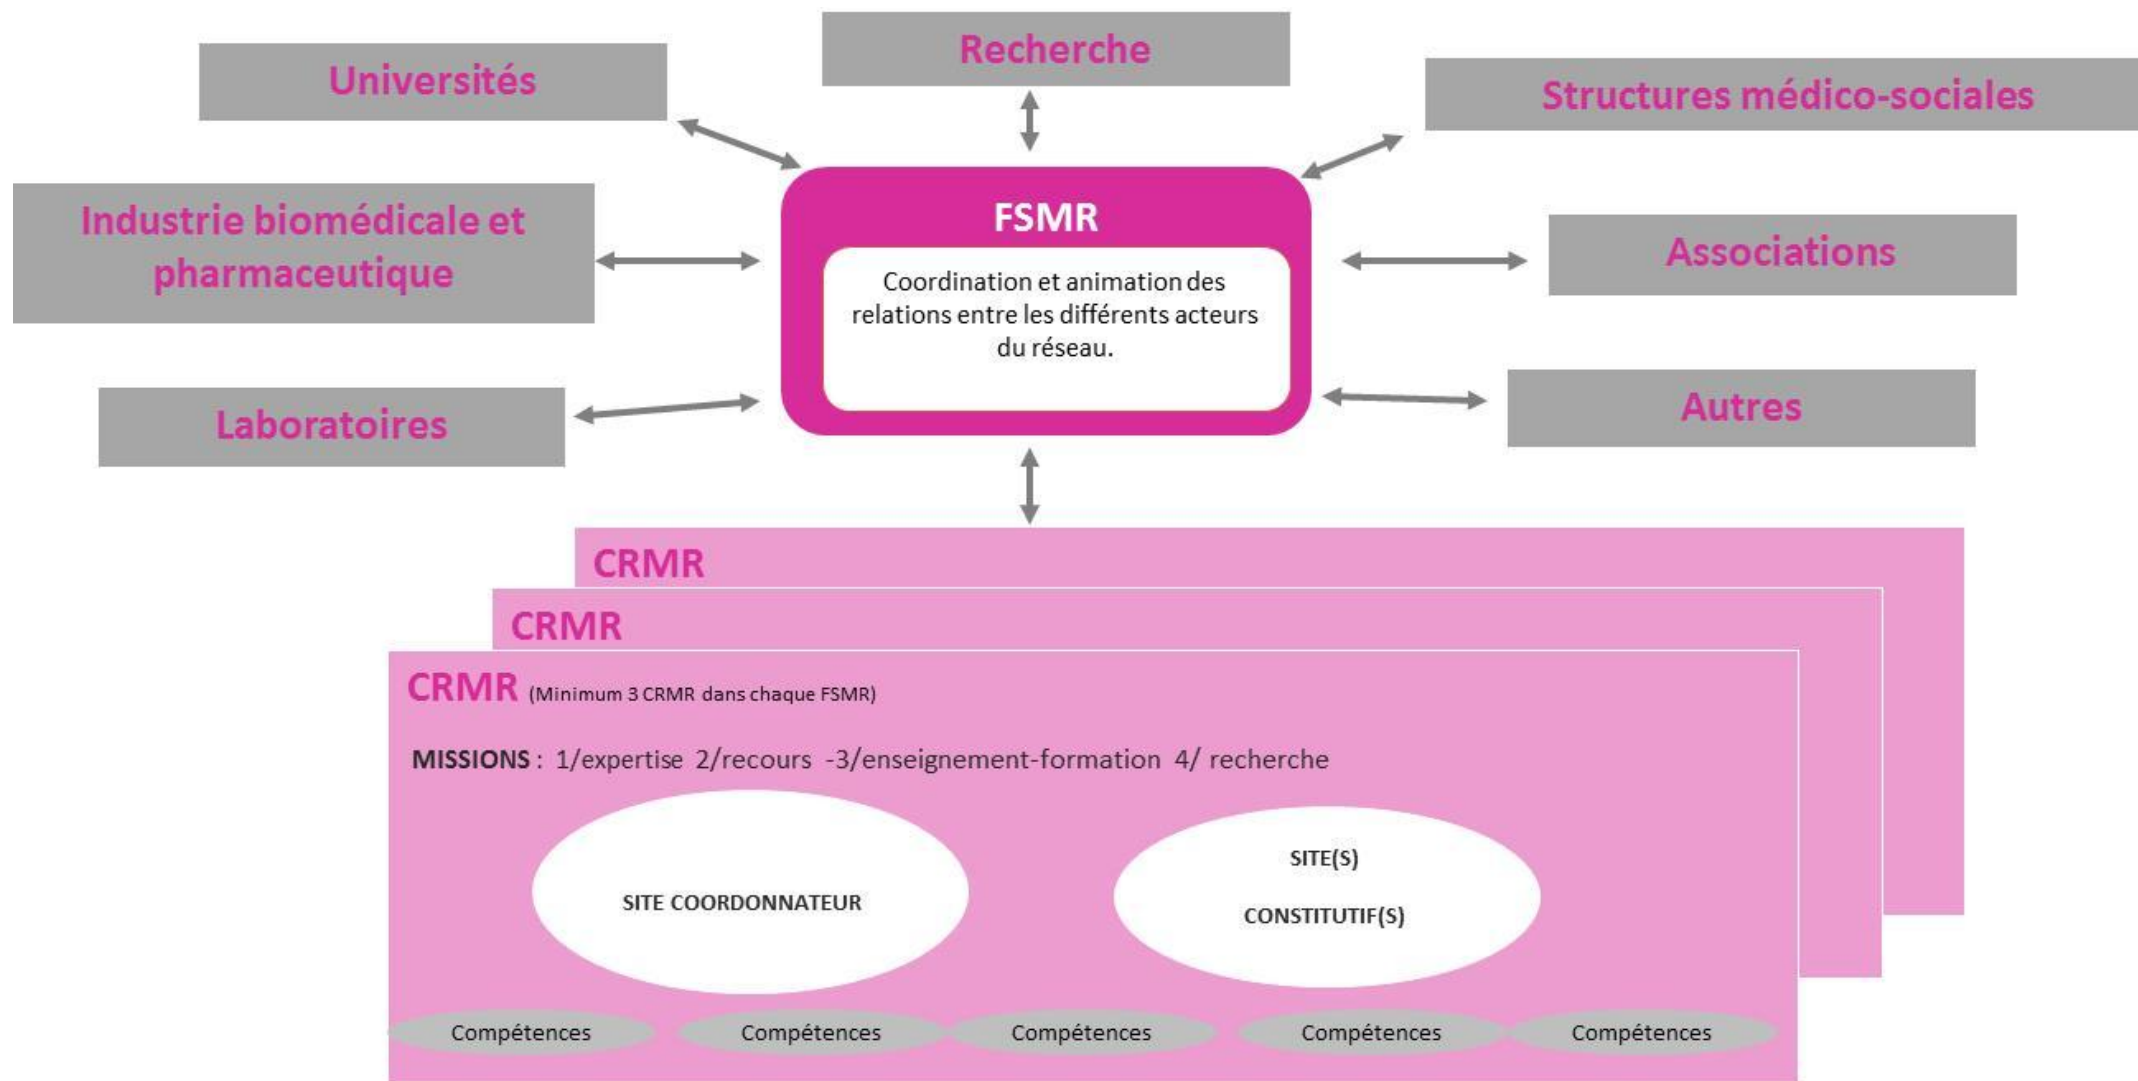 Recherche
Universités
Structures médico-sociales
Industrie biomédicale et
pharmaceutique
FSMR
Coordination et animation des
relations entre les différents acteurs
du réseau.
Associations
Laboratoires
Autres
CRMR
CRMR
CRMR (Minimum 3 CRMR dans chaque FSMR)
MISSIONS : 1/expertise 2/recours -3/enseignement-formation 4/ recherche
SITE COORDONNATEUR
SITE(S)
CONSTITUTIF(S)
Compétences
Compétences
Compétences
Compétences
Compétences